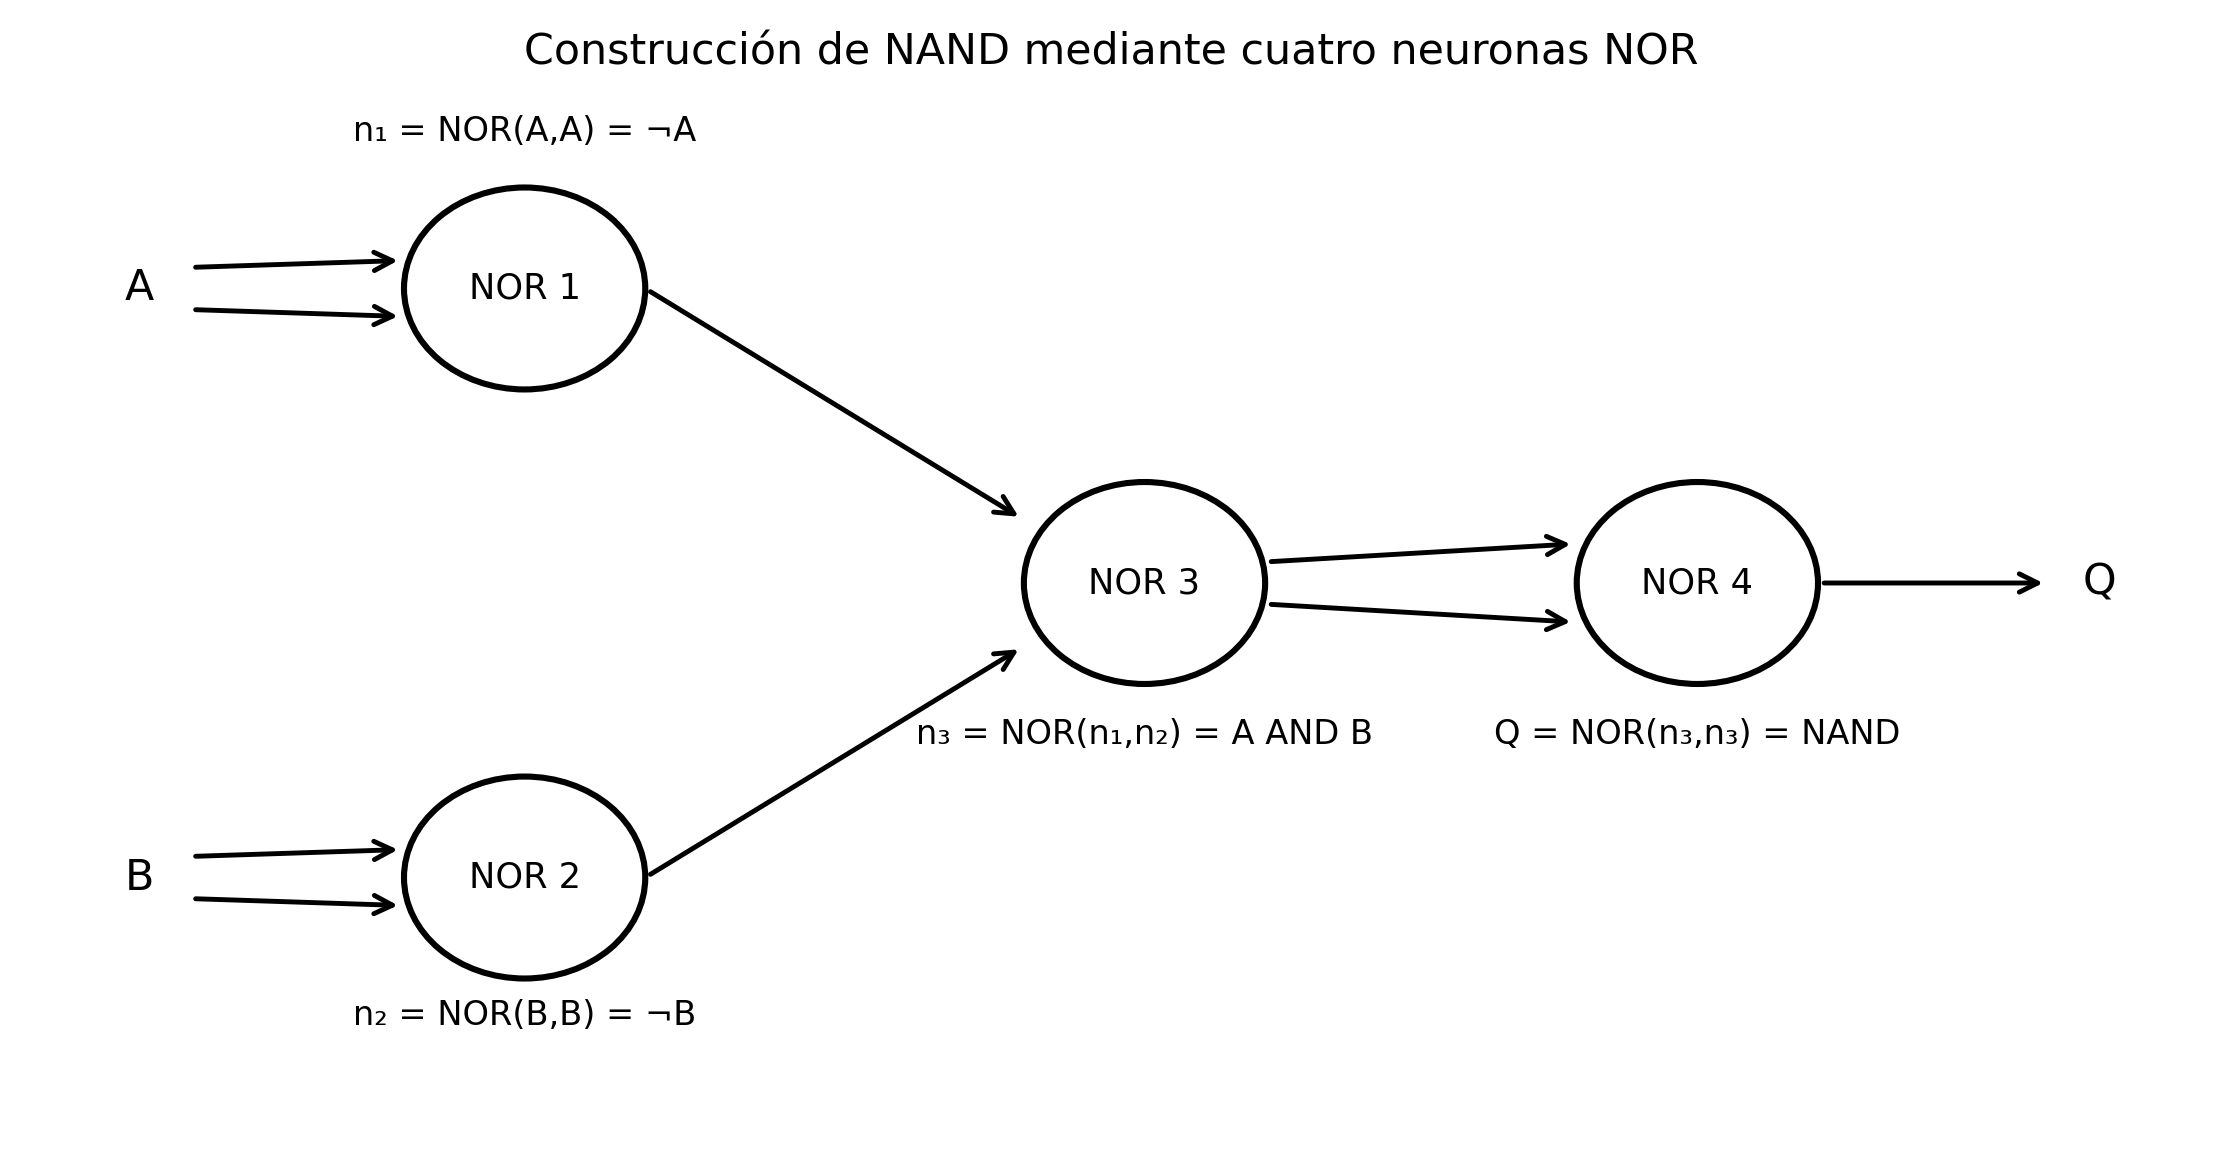 Construcción de NAND mediante cuatro neuronas NOR
n₁ = NOR(A,A) = ¬A
A
NOR 1
NOR 3
NOR 4
Q
n₃ = NOR(n₁,n₂) = A AND B
Q = NOR(n₃,n₃) = NAND
B
NOR 2
n₂ = NOR(B,B) = ¬B